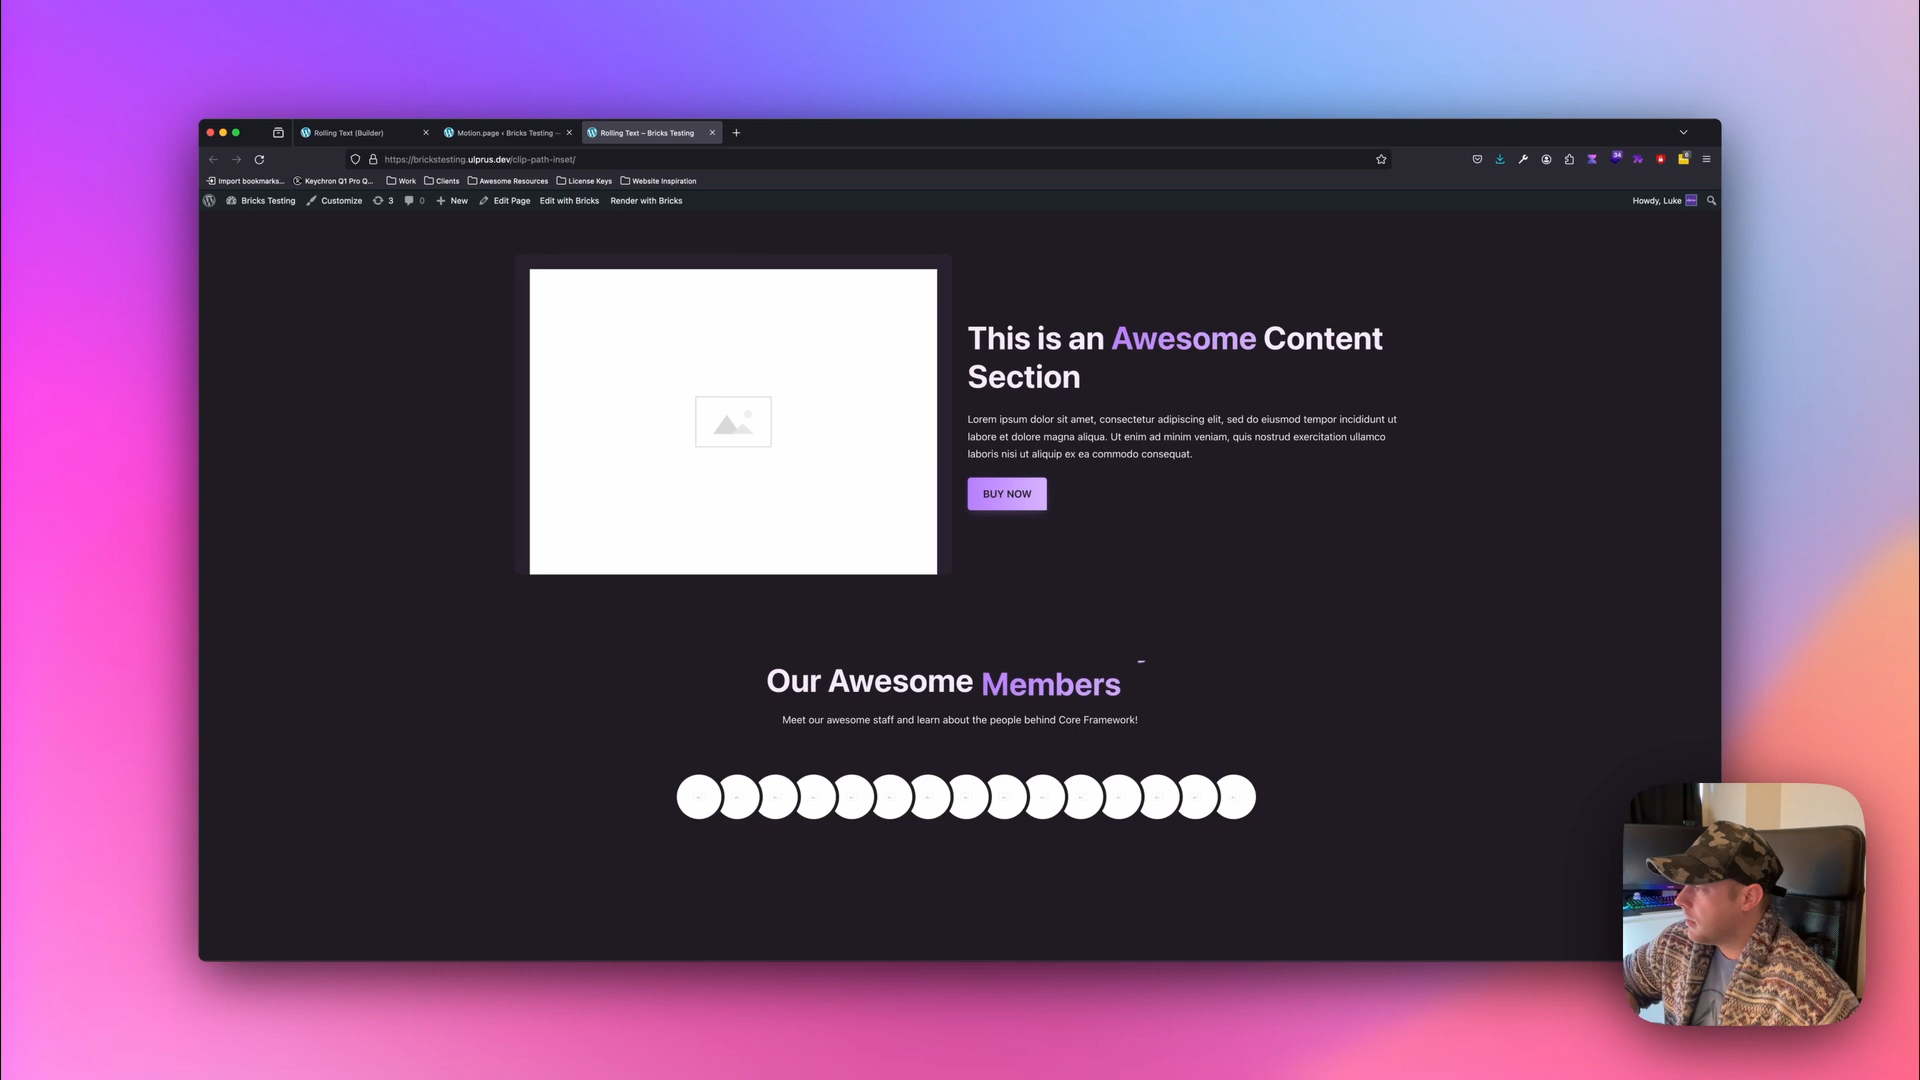 Rolling Text (Builder)
Motion.page ‹ Bricks Testing —
Rolling Text – Bricks Testing
https://brickstesting.ulprus.dev/clip-path-inset/
34
6
Import bookmarks...
Keychron Q1 Pro Q...
Work
Clients
Awesome Resources
License Keys
Website Inspiration
Bricks Testing
Customize
3
0
New
Edit Page
Edit with Bricks
Render with Bricks
Howdy, Luke
This is an Awesome Content
Section
Lorem ipsum dolor sit amet, consectetur adipiscing elit, sed do eiusmod tempor incididunt ut
labore et dolore magna aliqua. Ut enim ad minim veniam, quis nostrud exercitation ullamco
laboris nisi ut aliquip ex ea commodo consequat.
BUY NOW
Our Awesome Members
Meet our awesome staff and learn about the people behind Core Framework!